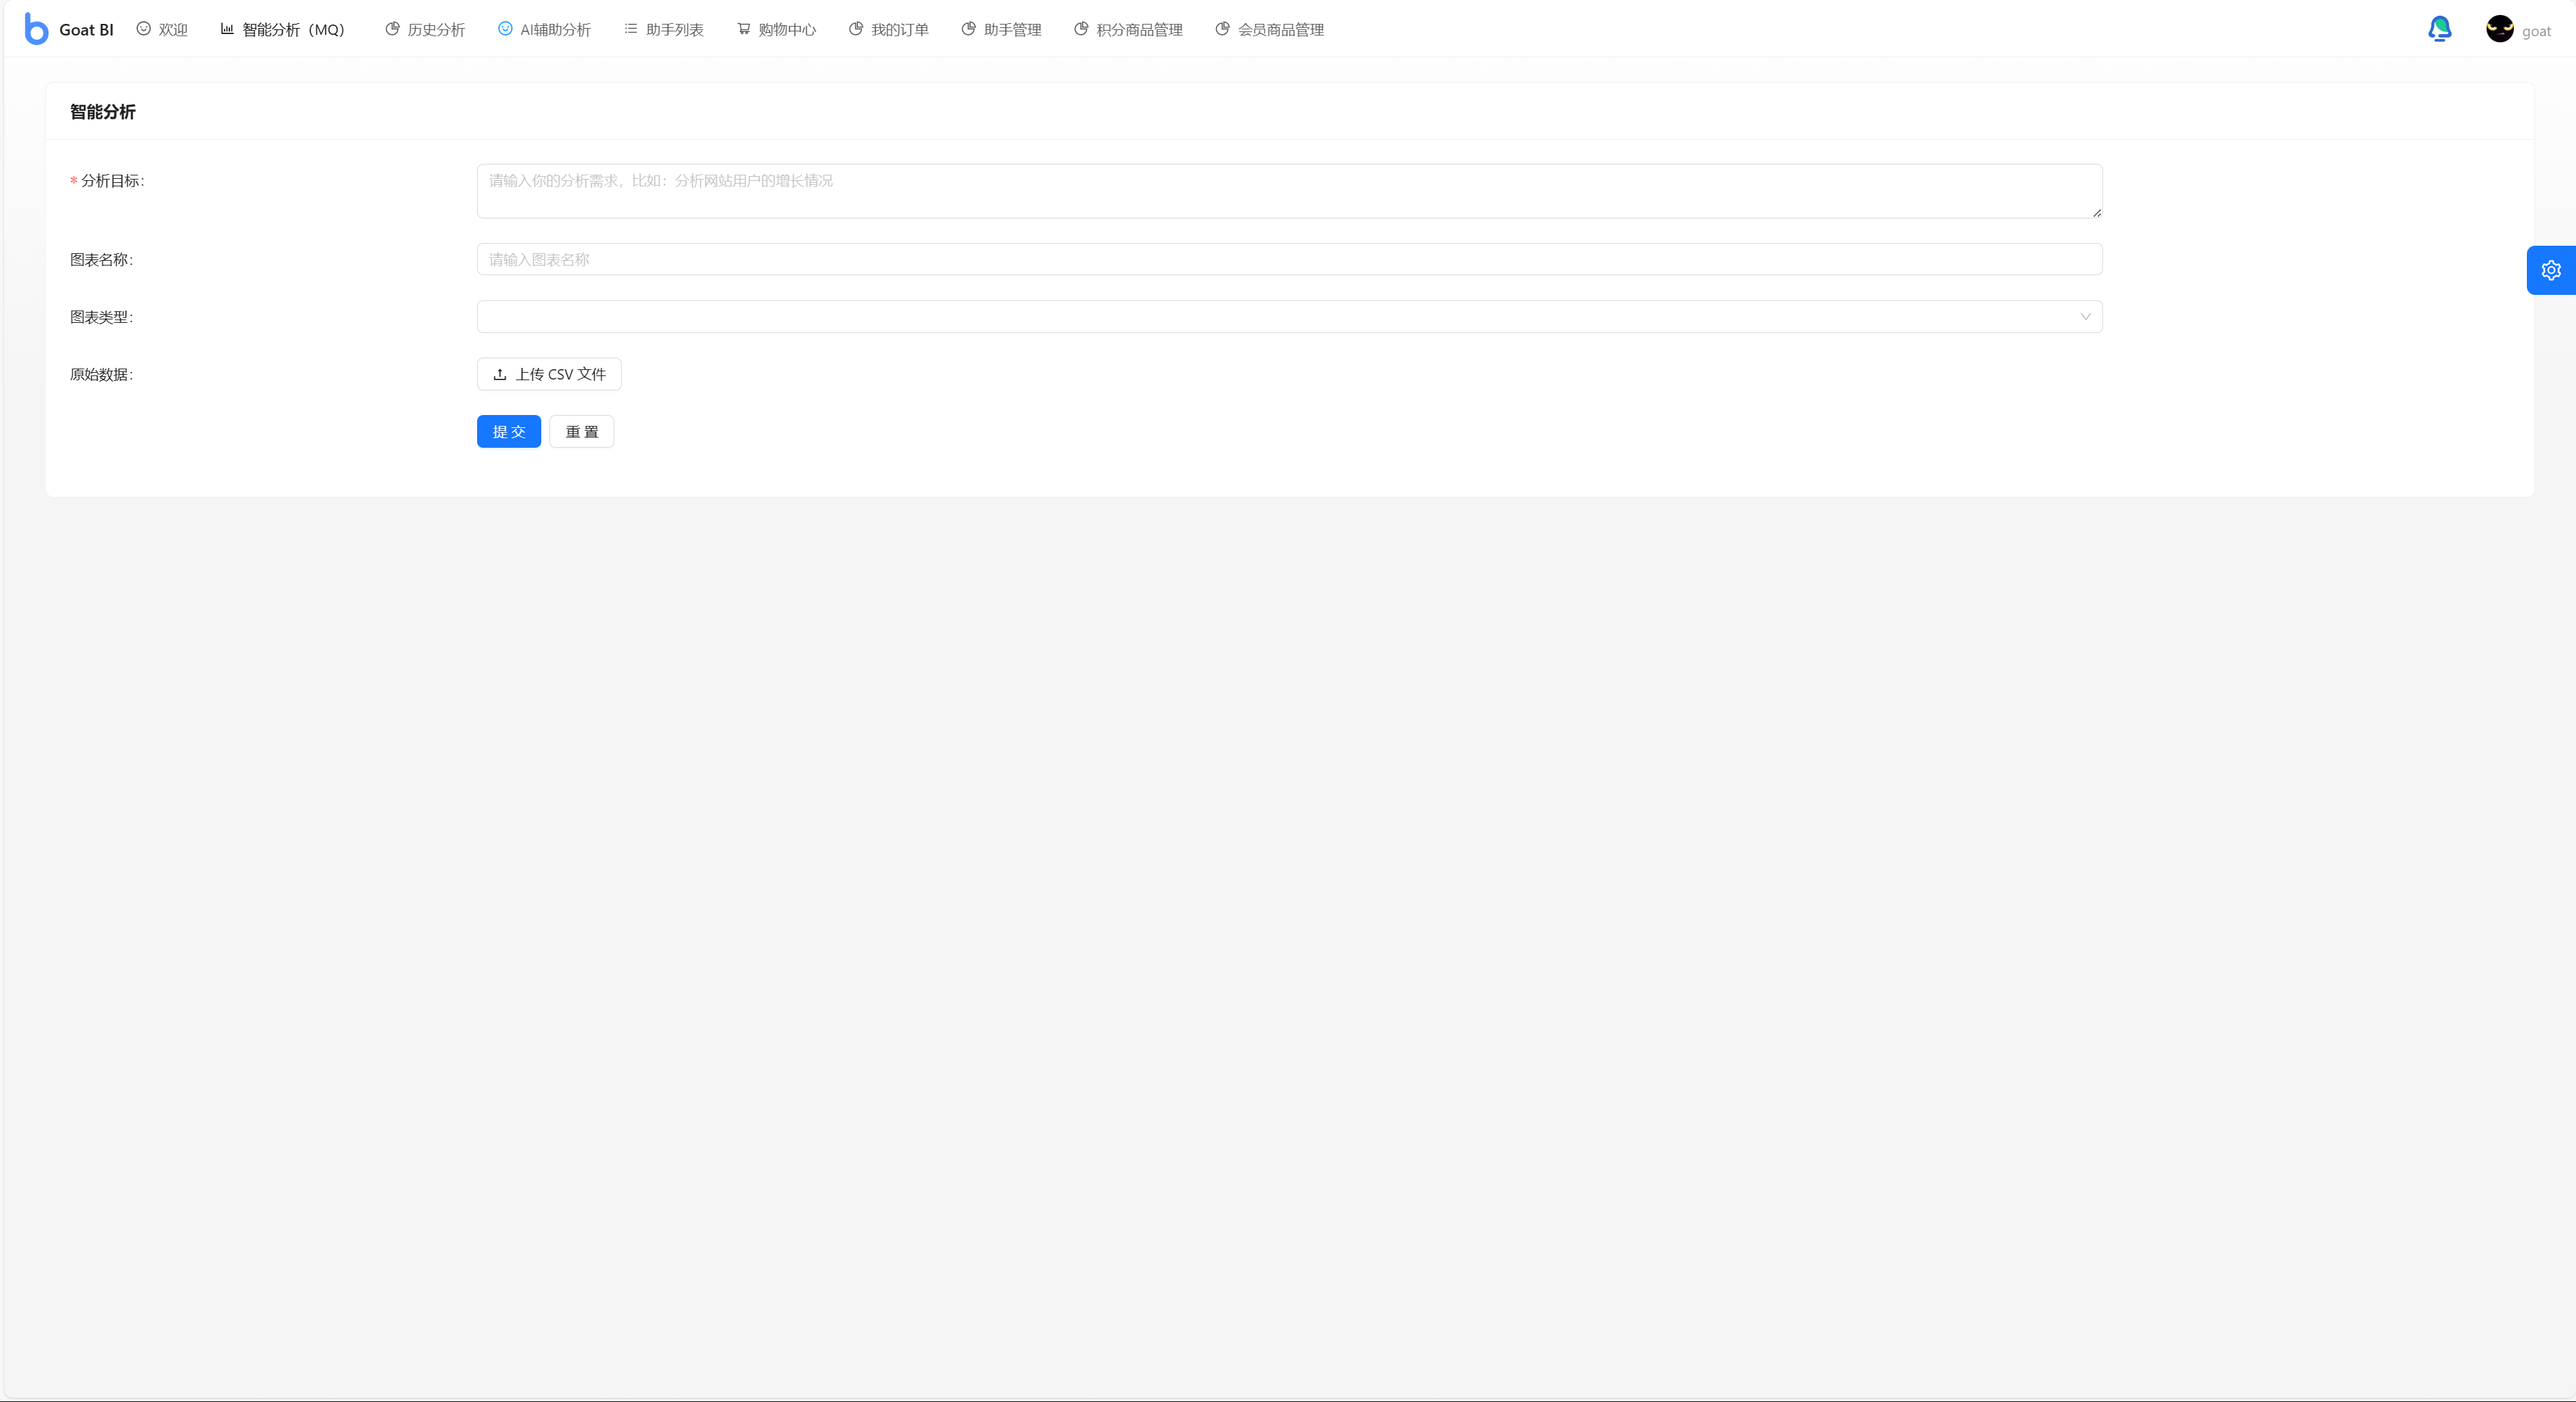 Goat BI 欢迎 智能分析（MQ） 历史分析 AI辅助分析 助手列表 购物中心 我的订单 助手管理 积分商品管理 会员商品管理 goat
智能分析
* 分析目标: 请输入你的分析需求，比如：分析网站用户的增长情况
图表名称: 请输入图表名称
图表类型:
原始数据: 上传 CSV 文件
提 交 重 置